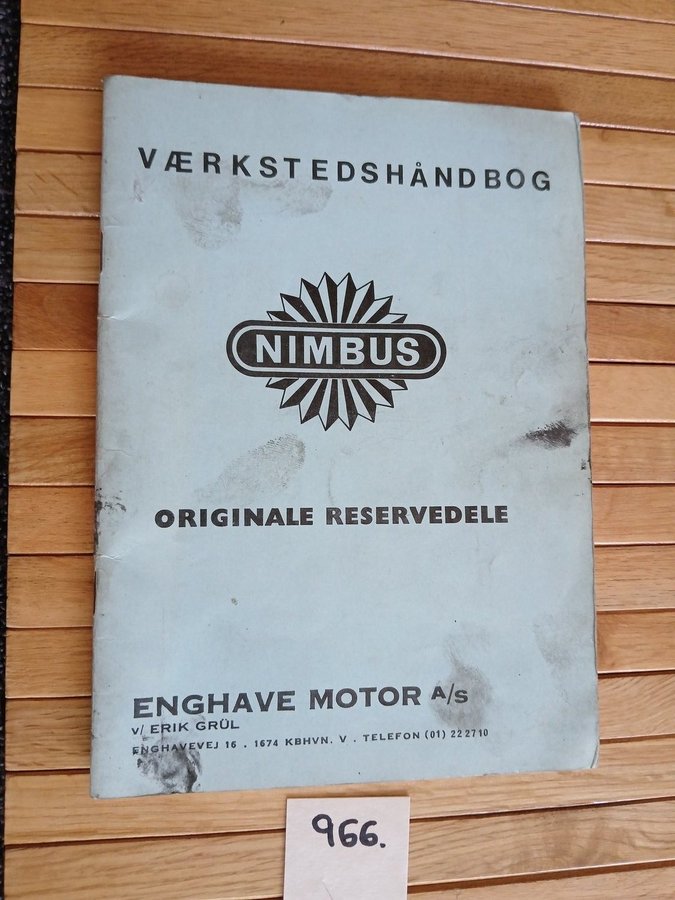 VÆRKSTEDSHÅNDBOG
NIMBUS
ORIGINALE RESERVEDELE
ENGHAVE MOTOR A/S
V/ ERIK GRÜL
ENGHAVEVEJ 16 . 1674 KBHVN. V . TELEFON (01) 22 27 10
966.